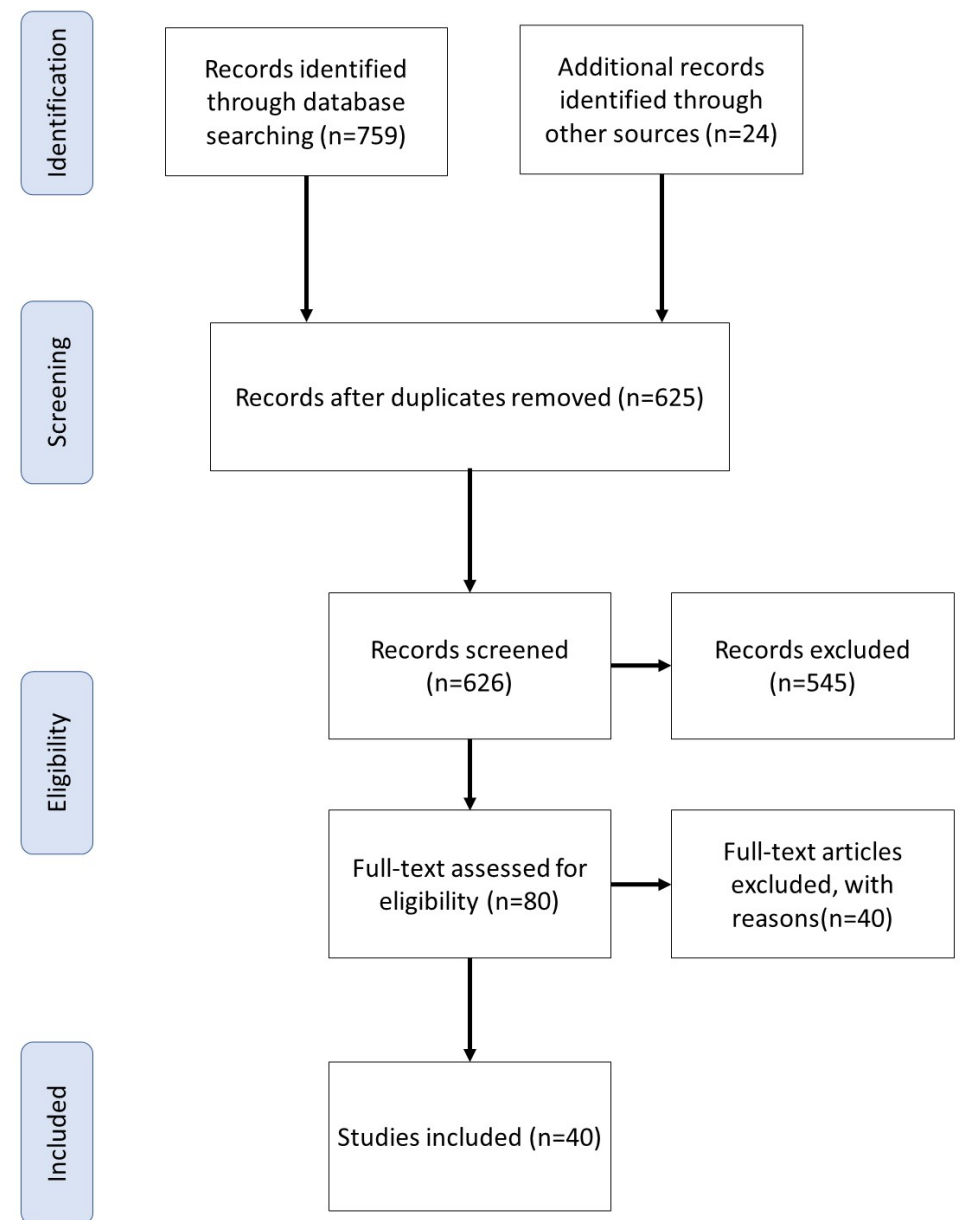 Identification
Records identified
through database
searching (n=759)
Additional records
identified through
other sources (n=24)
Screening
Records after duplicates removed (n=625)
Eligibility
Records screened
(n=626)
Records excluded
(n=545)
Full-text assessed for
eligibility (n=80)
Full-text articles
excluded, with
reasons(n=40)
Included
Studies included (n=40)